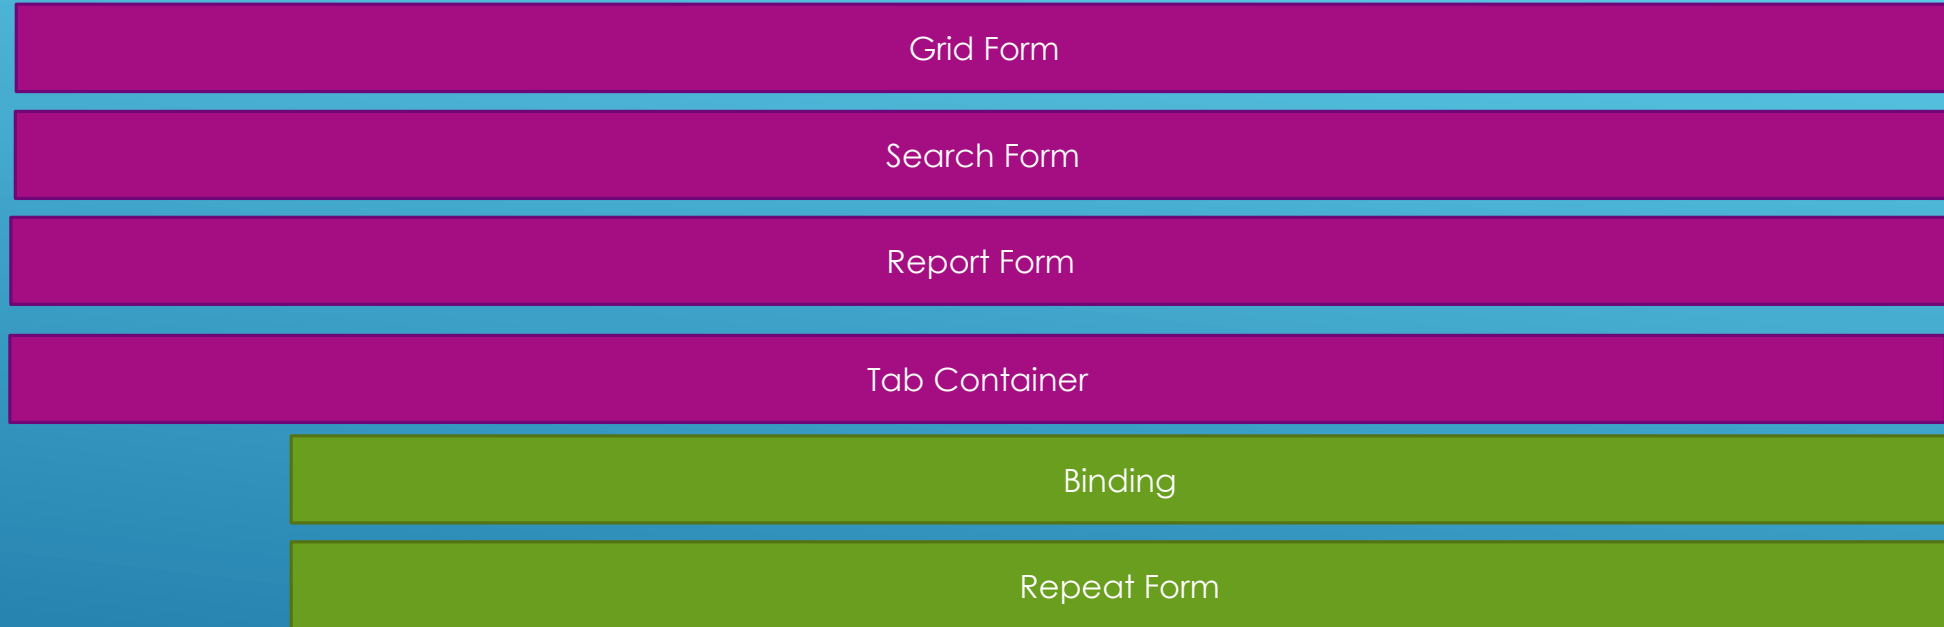 Grid Form
Search Form
Report Form
Tab Container
Binding
Repeat Form